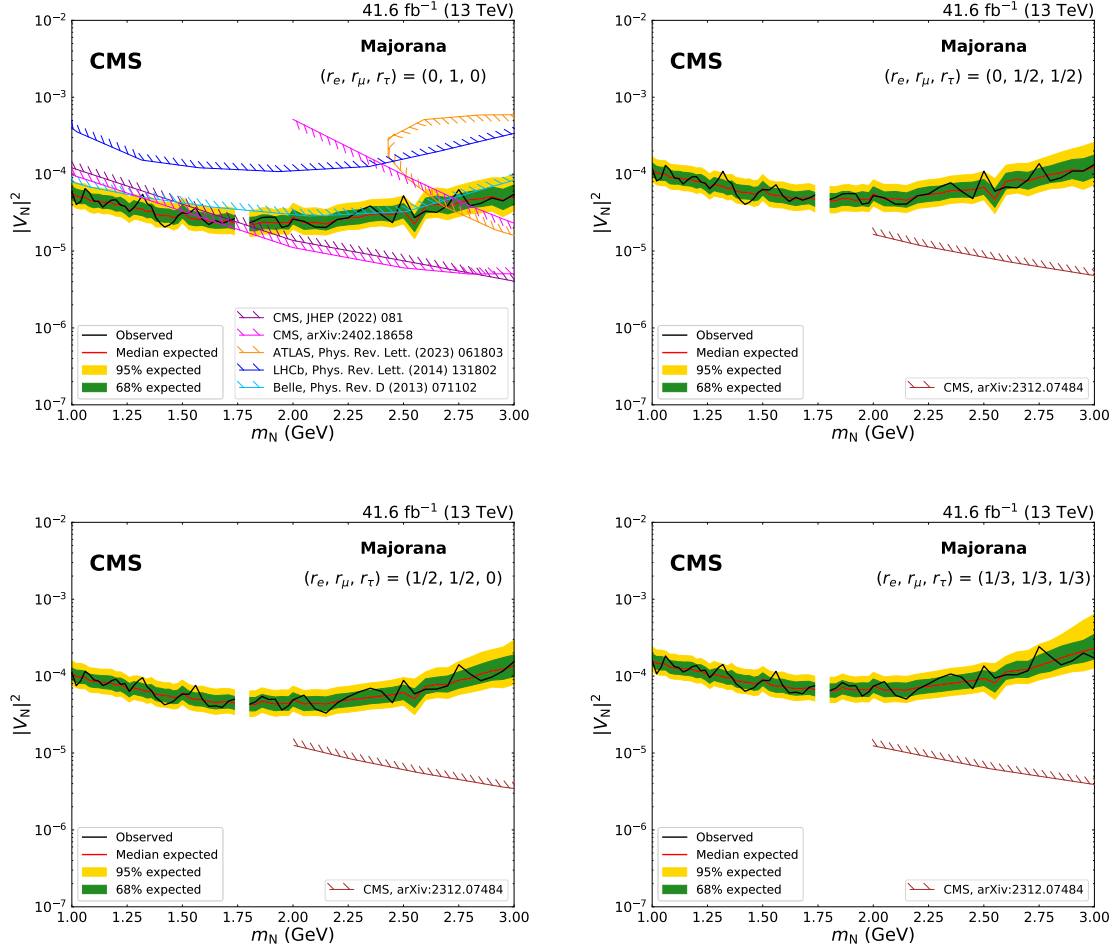 41.6 fb⁻¹ (13 TeV)
CMS
Majorana
(rₑ, r_μ, r_τ) = (0, 1, 0)
10⁻²
10⁻³
10⁻⁴
10⁻⁵
10⁻⁶
10⁻⁷
|V_N|²
Observed
Median expected
95% expected
68% expected
CMS, JHEP (2022) 081
CMS, arXiv:2402.18658
ATLAS, Phys. Rev. Lett. (2023) 061803
LHCb, Phys. Rev. Lett. (2014) 131802
Belle, Phys. Rev. D (2013) 071102
1.00 1.25 1.50 1.75 2.00 2.25 2.50 2.75 3.00
m_N (GeV)
41.6 fb⁻¹ (13 TeV)
CMS
Majorana
(rₑ, r_μ, r_τ) = (0, 1/2, 1/2)
10⁻²
10⁻³
10⁻⁴
10⁻⁵
10⁻⁶
10⁻⁷
|V_N|²
Observed
Median expected
95% expected
68% expected
CMS, arXiv:2312.07484
1.00 1.25 1.50 1.75 2.00 2.25 2.50 2.75 3.00
m_N (GeV)
41.6 fb⁻¹ (13 TeV)
CMS
Majorana
(rₑ, r_μ, r_τ) = (1/2, 1/2, 0)
10⁻²
10⁻³
10⁻⁴
10⁻⁵
10⁻⁶
10⁻⁷
|V_N|²
Observed
Median expected
95% expected
68% expected
CMS, arXiv:2312.07484
1.00 1.25 1.50 1.75 2.00 2.25 2.50 2.75 3.00
m_N (GeV)
41.6 fb⁻¹ (13 TeV)
CMS
Majorana
(rₑ, r_μ, r_τ) = (1/3, 1/3, 1/3)
10⁻²
10⁻³
10⁻⁴
10⁻⁵
10⁻⁶
10⁻⁷
|V_N|²
Observed
Median expected
95% expected
68% expected
CMS, arXiv:2312.07484
1.00 1.25 1.50 1.75 2.00 2.25 2.50 2.75 3.00
m_N (GeV)